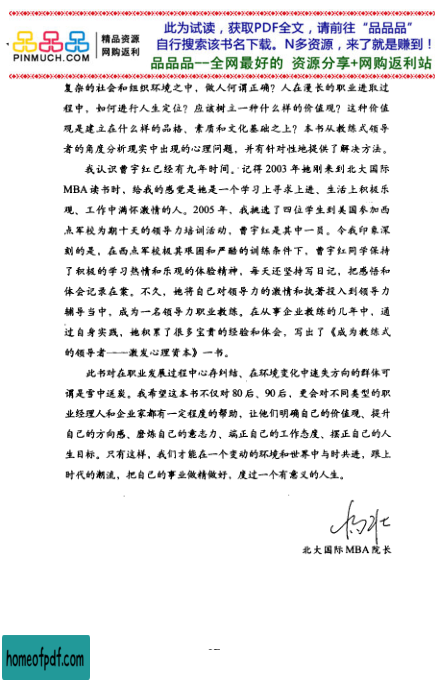 品品品 精品资源 网购返利
PINMUCH.COM
此为试读，获取PDF全文，请前往“品品品”
自行搜索该书名下载。N多资源，来了就是赚到！
品品品--全网最好的 资源分享+网购返利站
复杂的社会和组织环境之中，做人何谓正确？人在漫长的职业进取过
程中，如何进行人生定位？应该树立一种什么样的价值观？这种价值
观是建立在什么样的品格、素质和文化基础之上？本书从教练式领导
者的角度分析现实中出现的心理问题，并有针对性地提供了解决方法。
我认识曹宇红已经有九年时间。记得 2003 年她刚来到北大国际
MBA 读书时，给我的感觉是她是一个学习上寻求上进、生活上积极乐
观、工作中满怀激情的人。2005 年，我挑选了四位学生到美国参加西
点军校为期十天的领导力培训活动，曹宇红是其中一员。令我印象深
刻的是，在西点军校极其艰困和严酷的训练条件下，曹宇红同学保持
了积极的学习热情和乐观的体验精神，每天还坚持写日记，把感悟和
体会记录在案。不久，她将自己对领导力的激情和执著投入到领导力
辅导当中，成为一名领导力职业教练。在从事企业教练的几年中，通
过自身实践，她积累了很多宝贵的经验和体会，写出了《成为教练式
的领导者——激发心理资本》一书。
此书对在职业发展过程中心存纠结、在环境变化中迷失方向的群体可
谓是雪中送炭。我希望这本书不仅对 80 后、90 后，更会对不同类型的职
业经理人和企业家都有一定程度的帮助，让他们明确自己的价值观、提升
自己的方向感、磨炼自己的意志力、端正自己的工作态度、摆正自己的人
生目标。只有这样，我们才能在一个变动的环境和世界中与时共进，跟上
时代的潮流，把自己的事业做精做好，度过一个有意义的人生。
北大国际 MBA 院长
homeofpdf.com